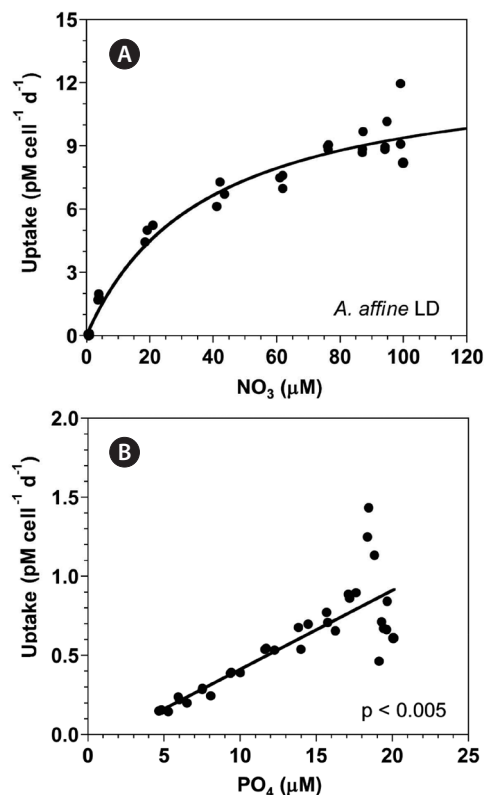 A
15
12
9
6
3
0
Uptake (pM cell⁻¹ d⁻¹)
A. affine LD
0 20 40 60 80 100 120
NO₃ (µM)
B
2.0
1.5
1.0
0.5
0.0
Uptake (pM cell⁻¹ d⁻¹)
p < 0.005
0 5 10 15 20 25
PO₄ (µM)